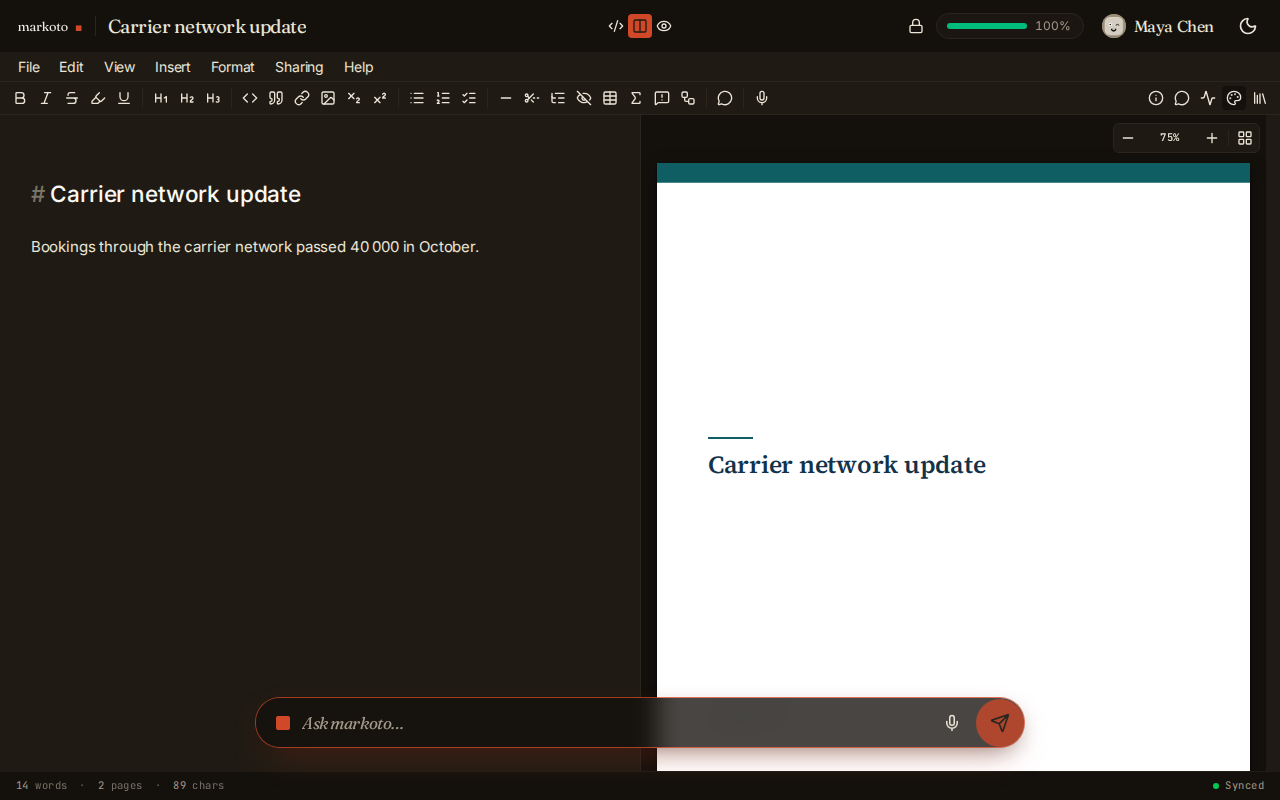 markoto
Carrier network update
100%
Maya Chen
File Edit View Insert Format Sharing Help
H1 H2 H3
75%
# Carrier network update
Bookings through the carrier network passed 40 000 in October.
Carrier network update
Ask markoto...
14 words · 2 pages · 89 chars
Synced